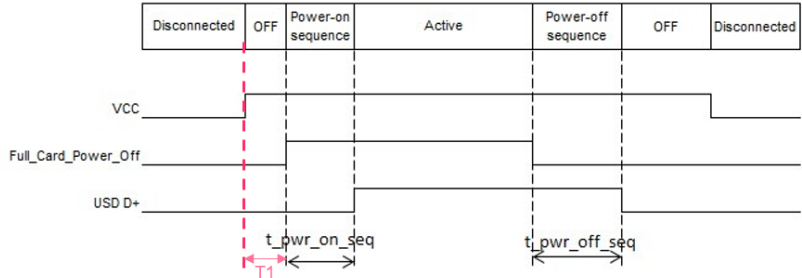 Disconnected
OFF
Power-on
sequence
Active
Power-off
sequence
OFF
Disconnected
VCC
Full_Card_Power_Off
USD D+
t_pwr_on_seq
t_pwr_off_seq
T1